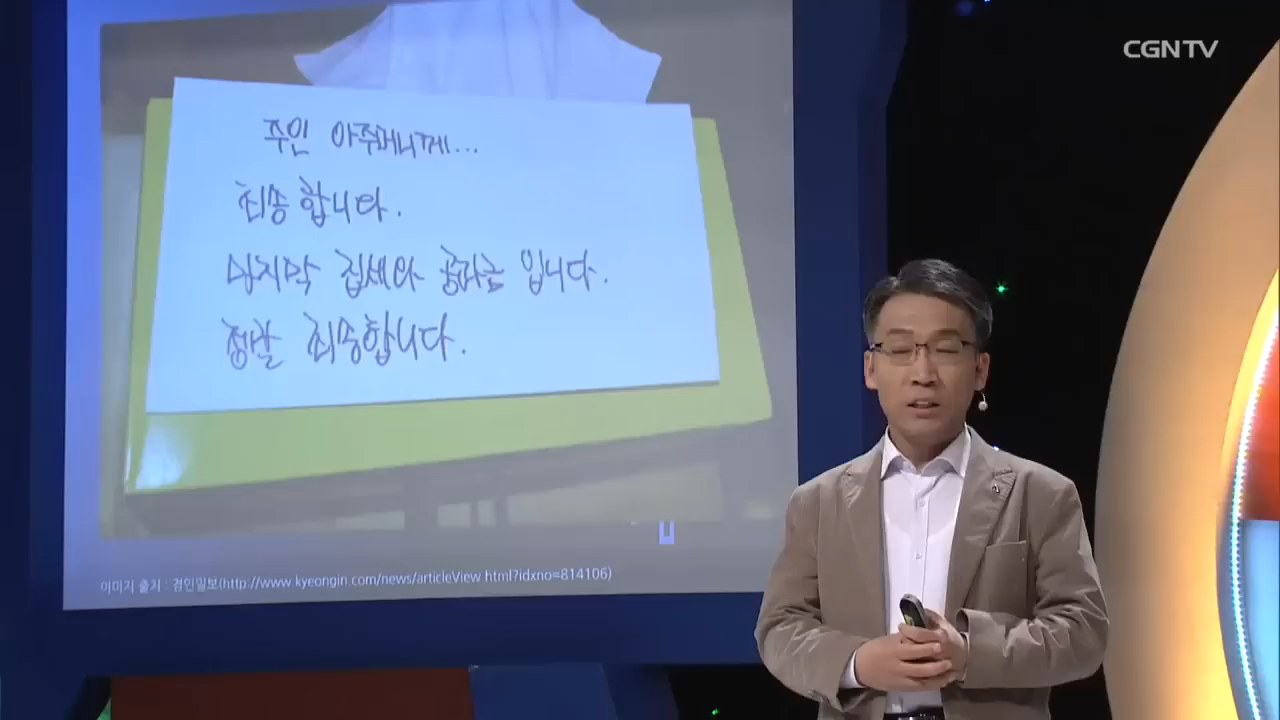 CGNTV
주인 아주머니께...
죄송합니다.
마지막 집세와 공과금 입니다.
정말 죄송합니다.
이미지 출처 : 경인일보(http://www.kyeongin.com/news/articleView.html?idxno=814106)